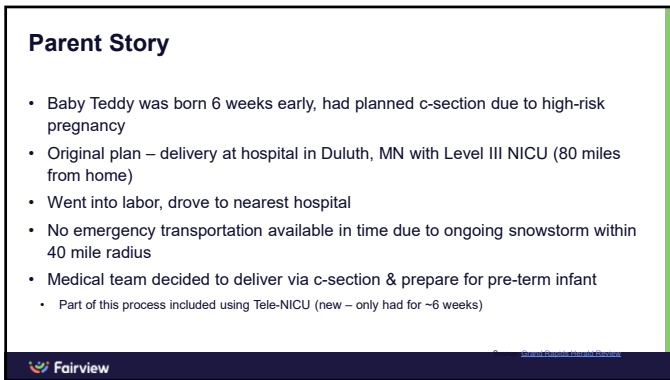 Parent Story
• Baby Teddy was born 6 weeks early, had planned c-section due to high-risk
pregnancy
• Original plan – delivery at hospital in Duluth, MN with Level III NICU (80 miles
from home)
• Went into labor, drove to nearest hospital
• No emergency transportation available in time due to ongoing snowstorm within
40 mile radius
• Medical team decided to deliver via c-section & prepare for pre-term infant
• Part of this process included using Tele-NICU (new – only had for ~6 weeks)
Grand Rapids Herald Review
Fairview